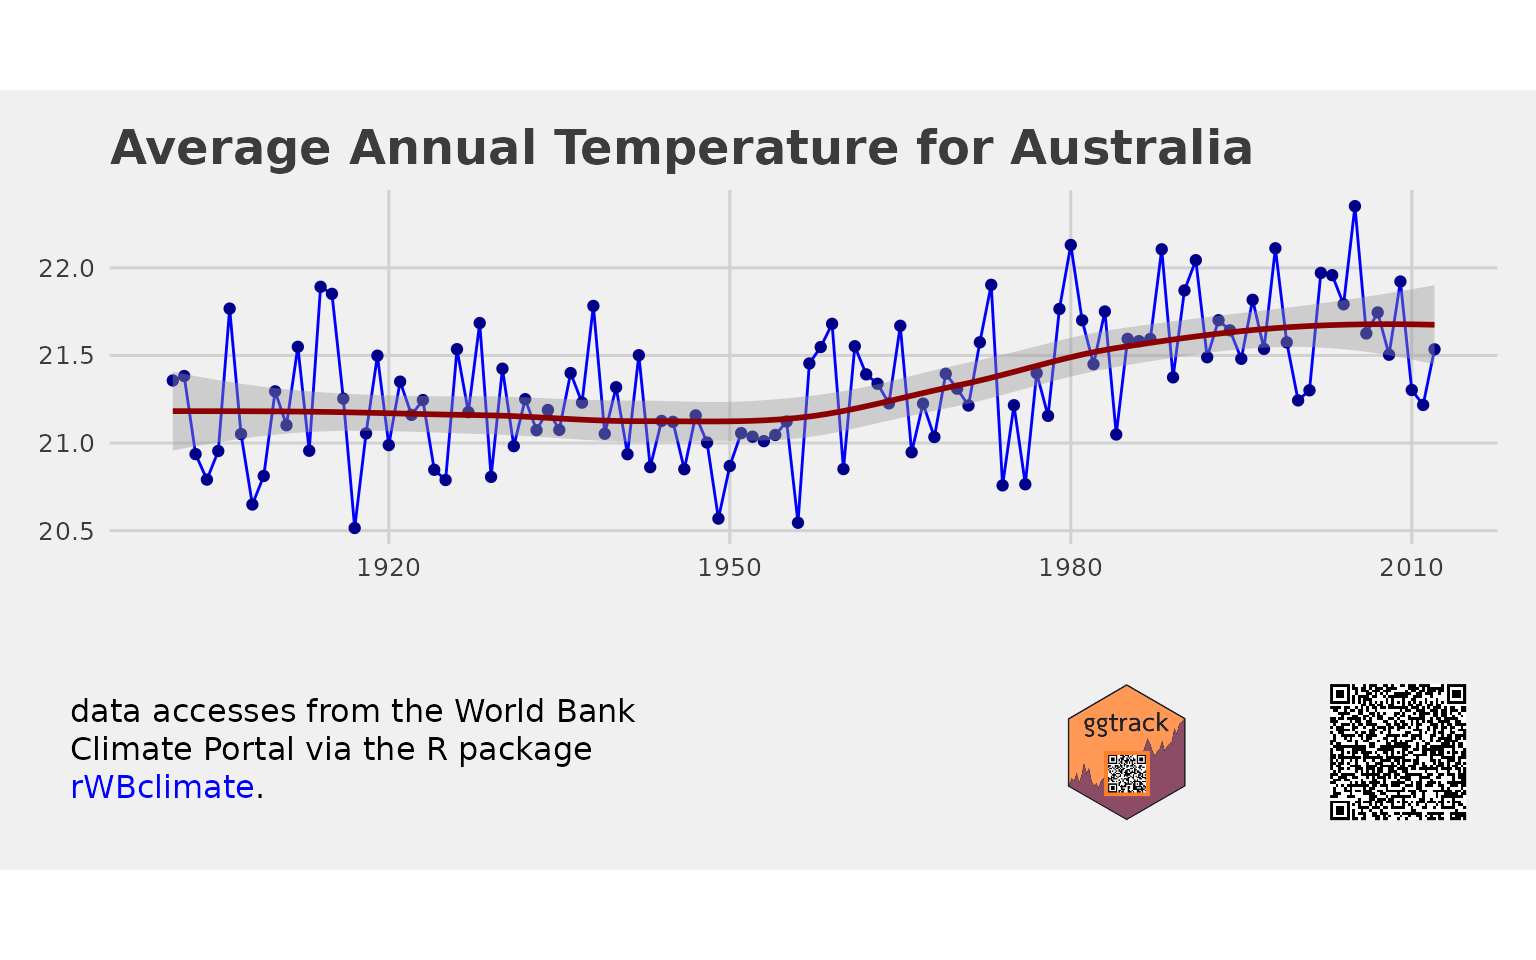 Average Annual Temperature for Australia
22.0
21.5
21.0
20.5
1920 1950 1980 2010
data accesses from the World Bank
Climate Portal via the R package
rWBclimate.
ggtrack